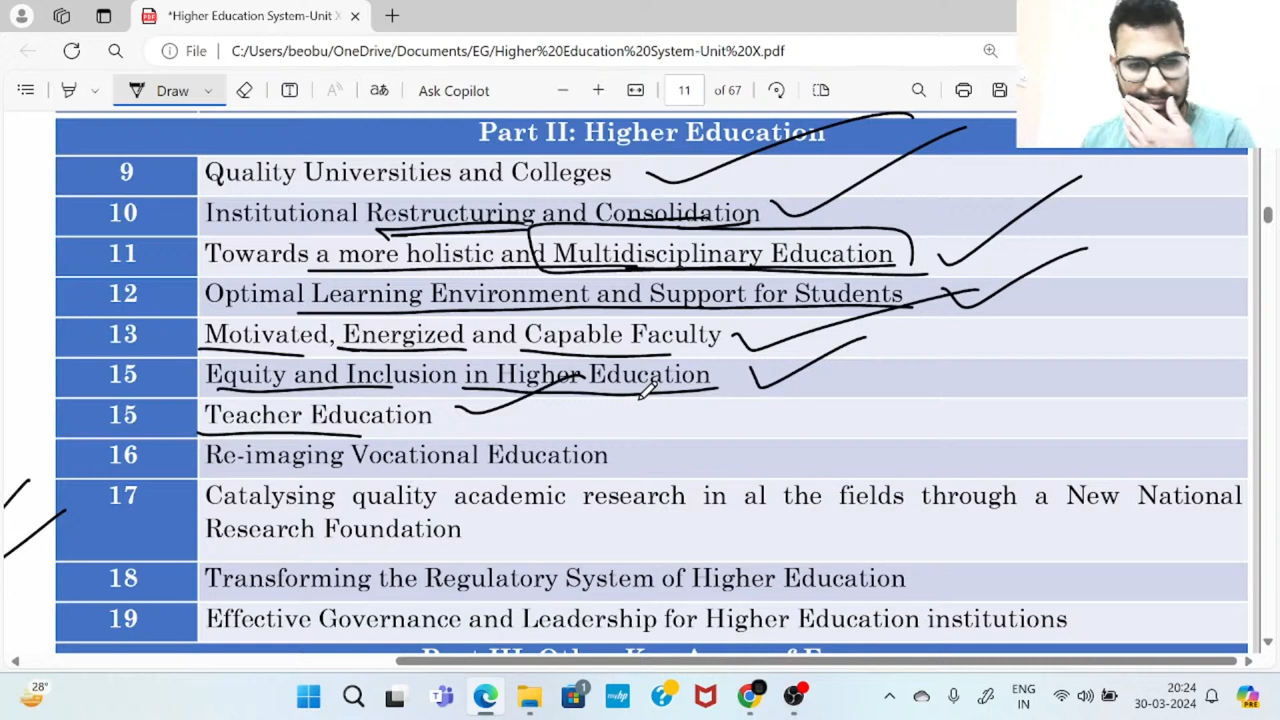 *Higher Education System-Unit X
File C:/Users/beobu/OneDrive/Documents/EG/Higher%20Education%20System-Unit%20X.pdf
Draw Ask Copilot 11 of 67
Part II: Higher Education
9 Quality Universities and Colleges
10 Institutional Restructuring and Consolidation
11 Towards a more holistic and Multidisciplinary Education
12 Optimal Learning Environment and Support for Students
13 Motivated, Energized and Capable Faculty
15 Equity and Inclusion in Higher Education
15 Teacher Education
16 Re-imaging Vocational Education
17 Catalysing quality academic research in al the fields through a New National
Research Foundation
18 Transforming the Regulatory System of Higher Education
19 Effective Governance and Leadership for Higher Education institutions
28° ENG 20:24
IN 30-03-2024